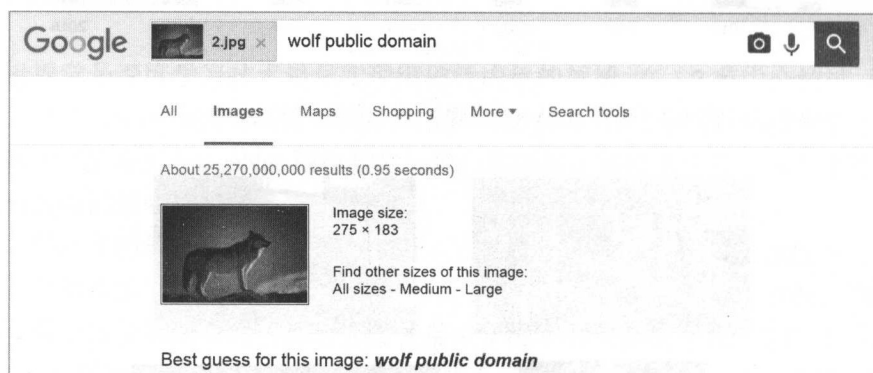 Google 2.jpg × wolf public domain
All Images Maps Shopping More ▾ Search tools
About 25,270,000,000 results (0.95 seconds)
Image size:
275 × 183
Find other sizes of this image:
All sizes - Medium - Large
Best guess for this image: wolf public domain